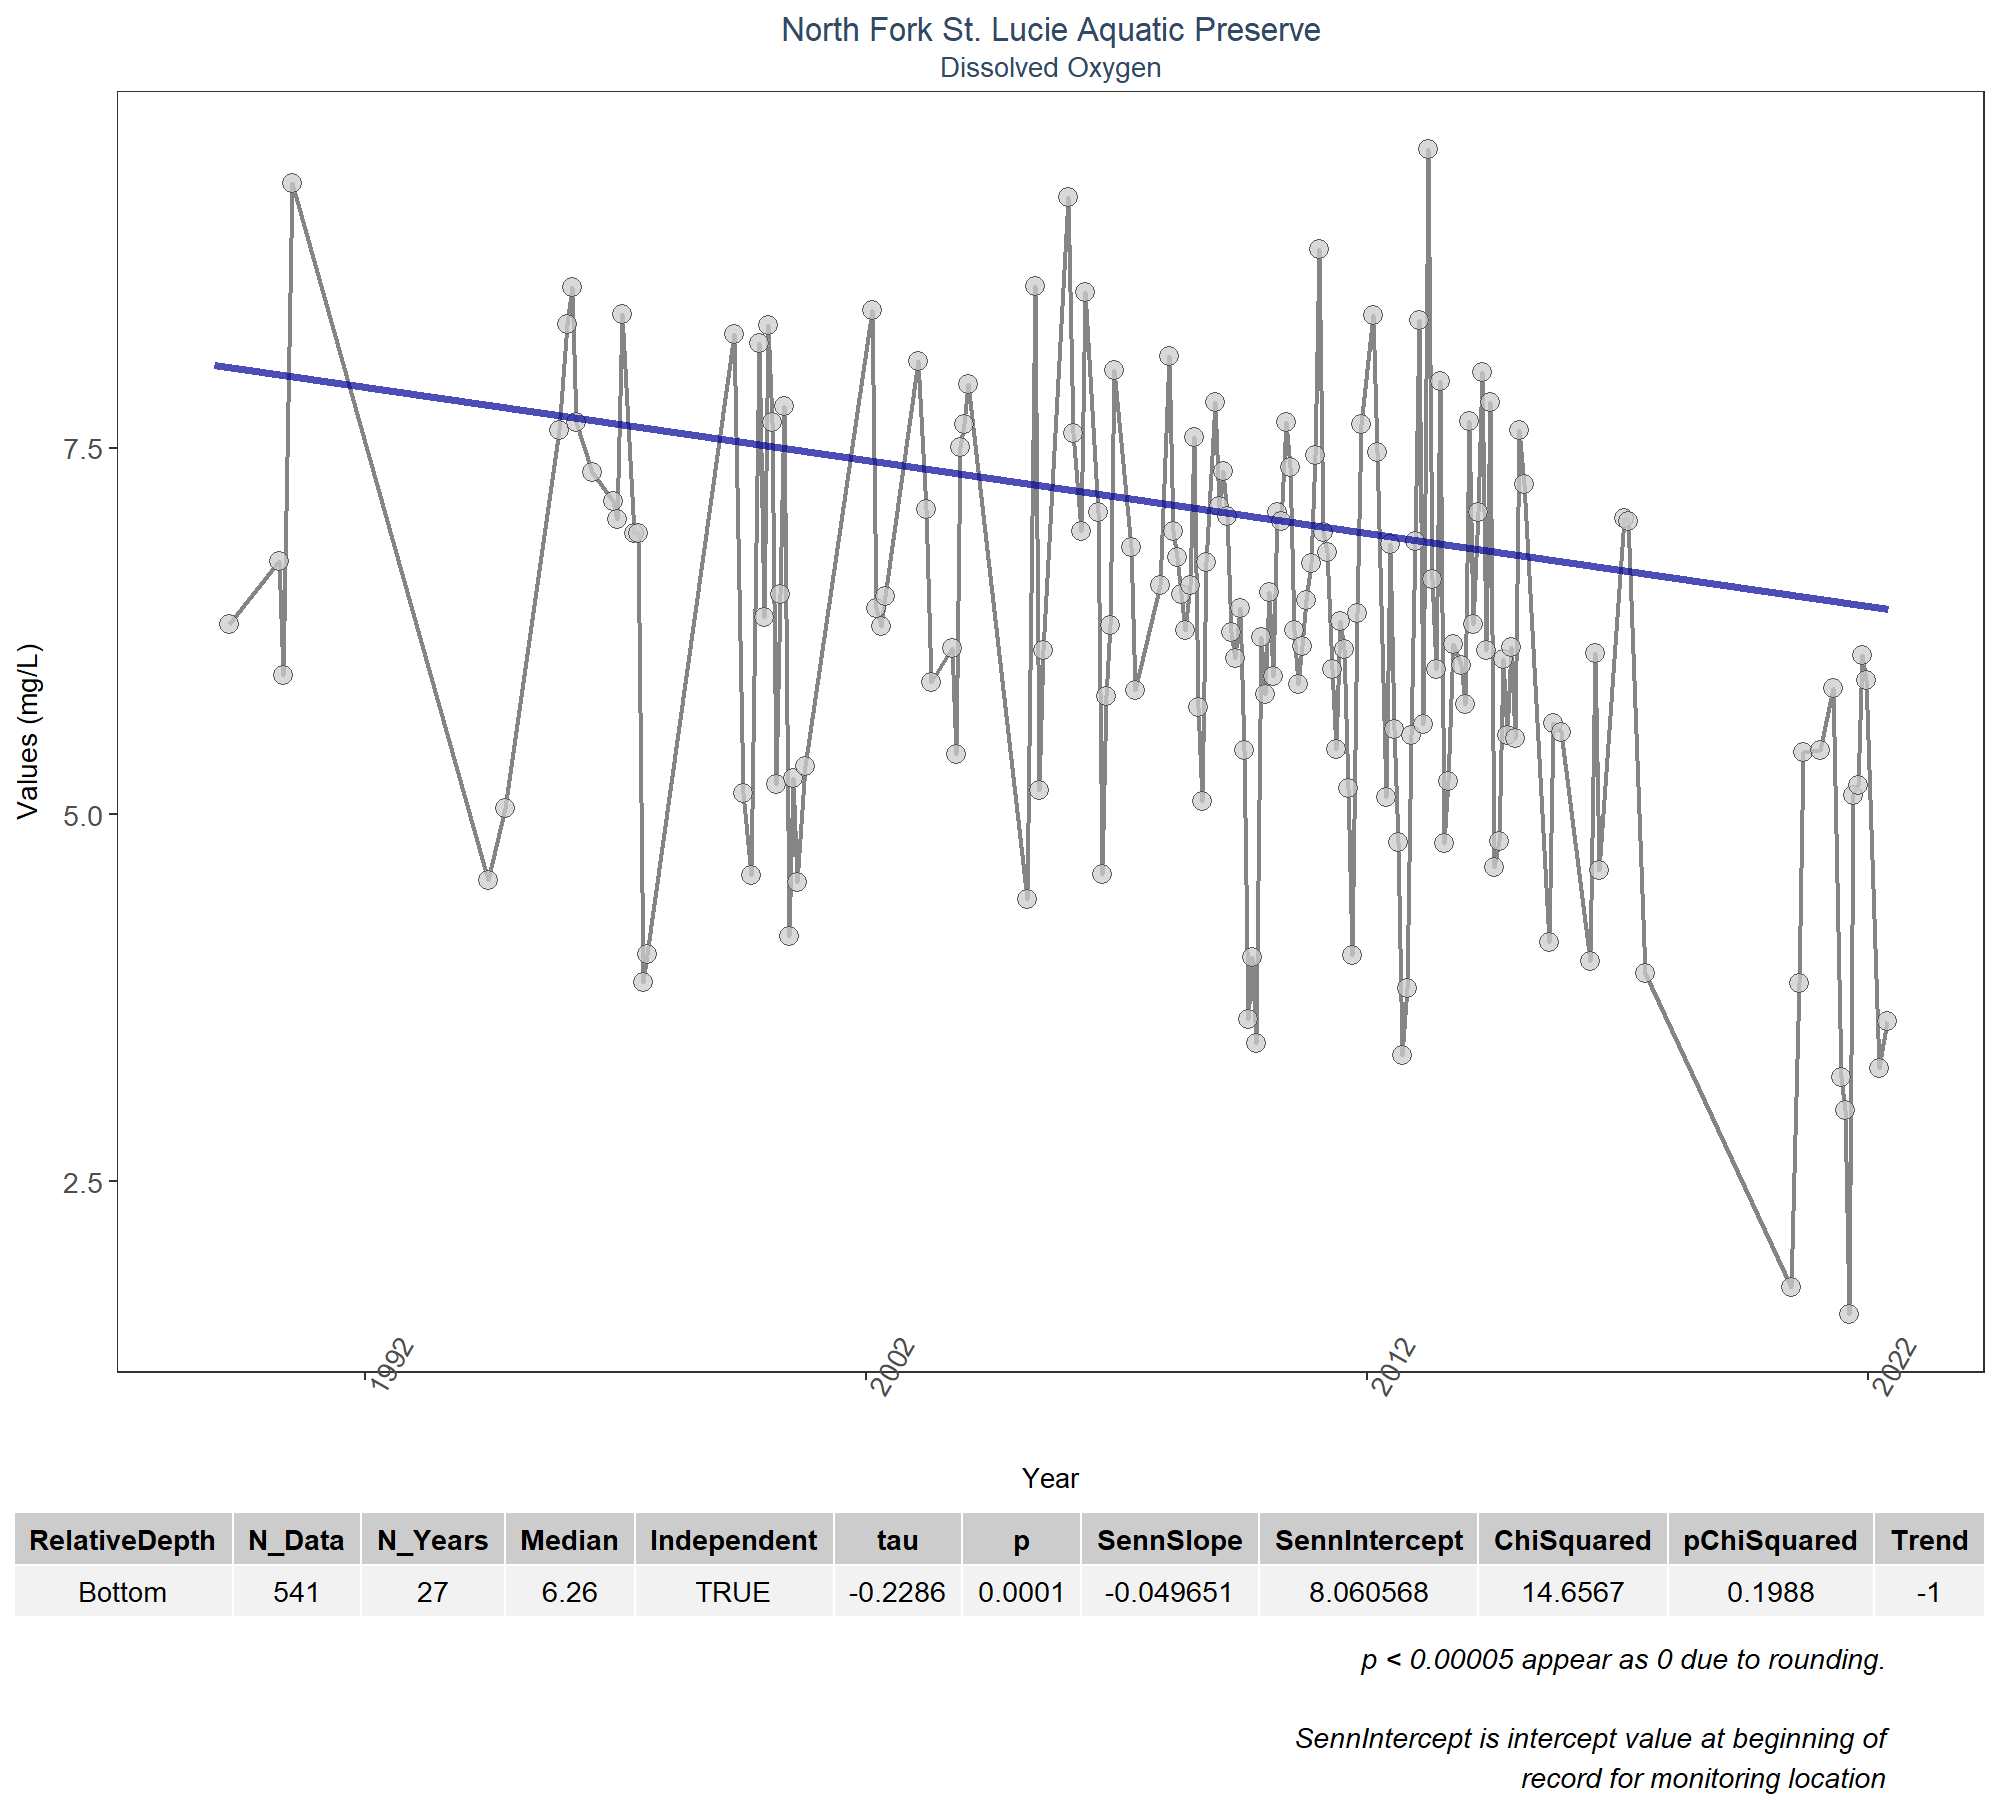 North Fork St. Lucie Aquatic Preserve
Dissolved Oxygen
Values (mg/L)
7.5
5.0
2.5
1992 2002 2012 2022
Year
RelativeDepth N_Data N_Years Median Independent tau p SennSlope SennIntercept ChiSquared pChiSquared Trend
Bottom 541 27 6.26 TRUE -0.2286 0.0001 -0.049651 8.060568 14.6567 0.1988 -1
p < 0.00005 appear as 0 due to rounding.
SennIntercept is intercept value at beginning of
record for monitoring location